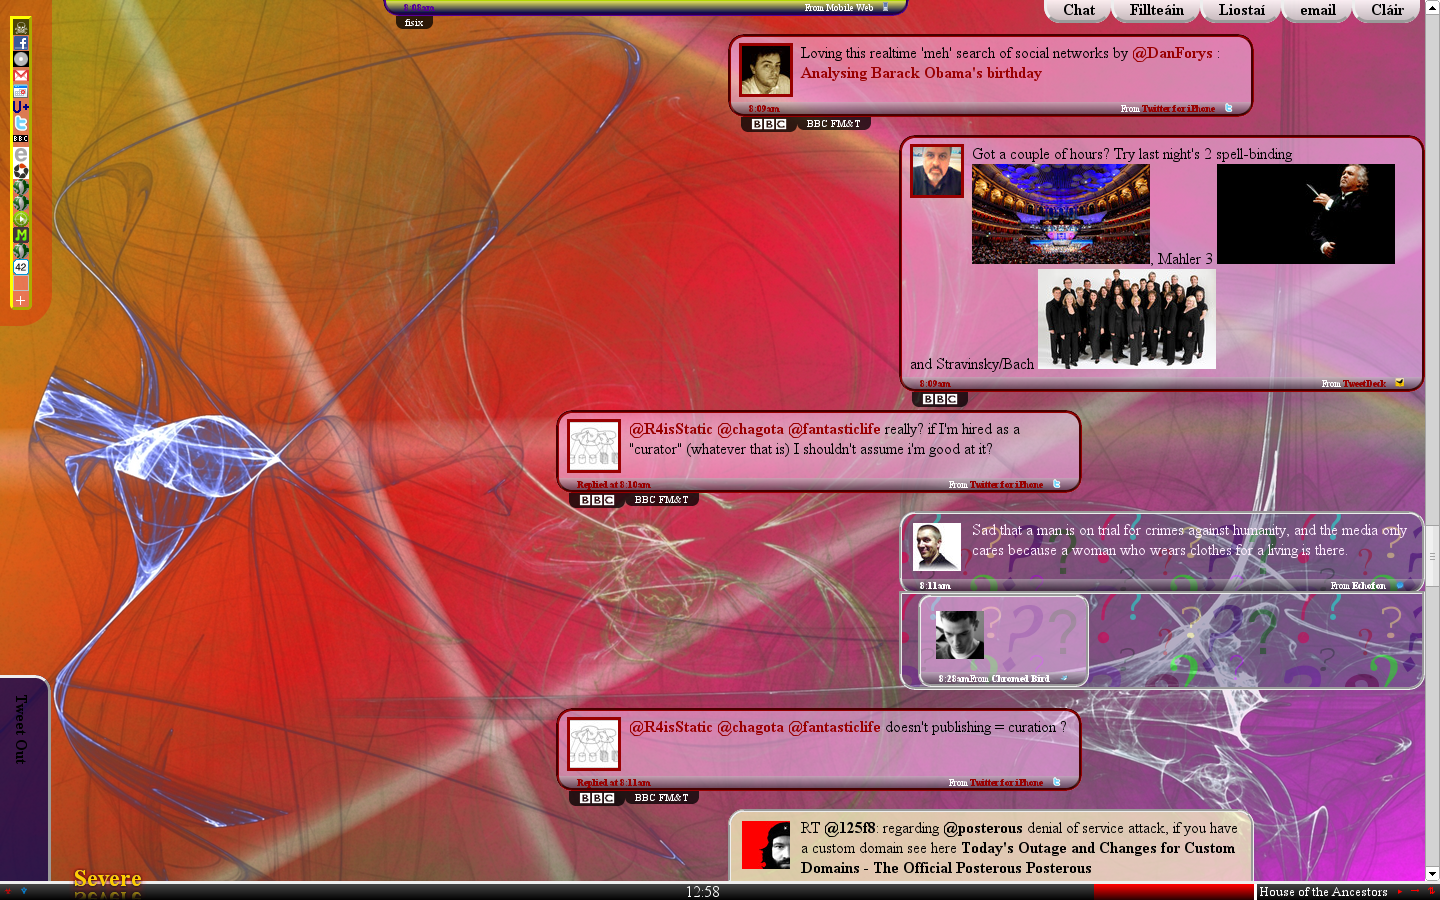 8:08am From Mobile Web
fisix
Chat Fillteáin Liostaí email Cláir
Loving this realtime 'meh' search of social networks by @DanForys :
Analysing Barack Obama's birthday
8:09am From Twitter for iPhone
BBC BBC FM&T
Got a couple of hours? Try last night's 2 spell-binding
, Mahler 3
and Stravinsky/Bach
8:09am From TweetDeck
BBC
@R4isStatic @chagota @fantasticlife really? if I'm hired as a
"curator" (whatever that is) I shouldn't assume i'm good at it?
Replied at 8:10am From Twitter for iPhone
BBC BBC FM&T
Sad that a man is on trial for crimes against humanity, and the media only
cares because a woman who wears clothes for a living is there.
8:11am From Echofon
8:28am From Chromed Bird
@R4isStatic @chagota @fantasticlife doesn't publishing = curation ?
Replied at 8:11am From Twitter for iPhone
BBC BBC FM&T
RT @125f8: regarding @posterous denial of service attack, if you have
a custom domain see here Today's Outage and Changes for Custom
Domains - The Official Posterous Posterous
U+
BBC
42
Tweet Out
Severe
12:58
House of the Ancestors